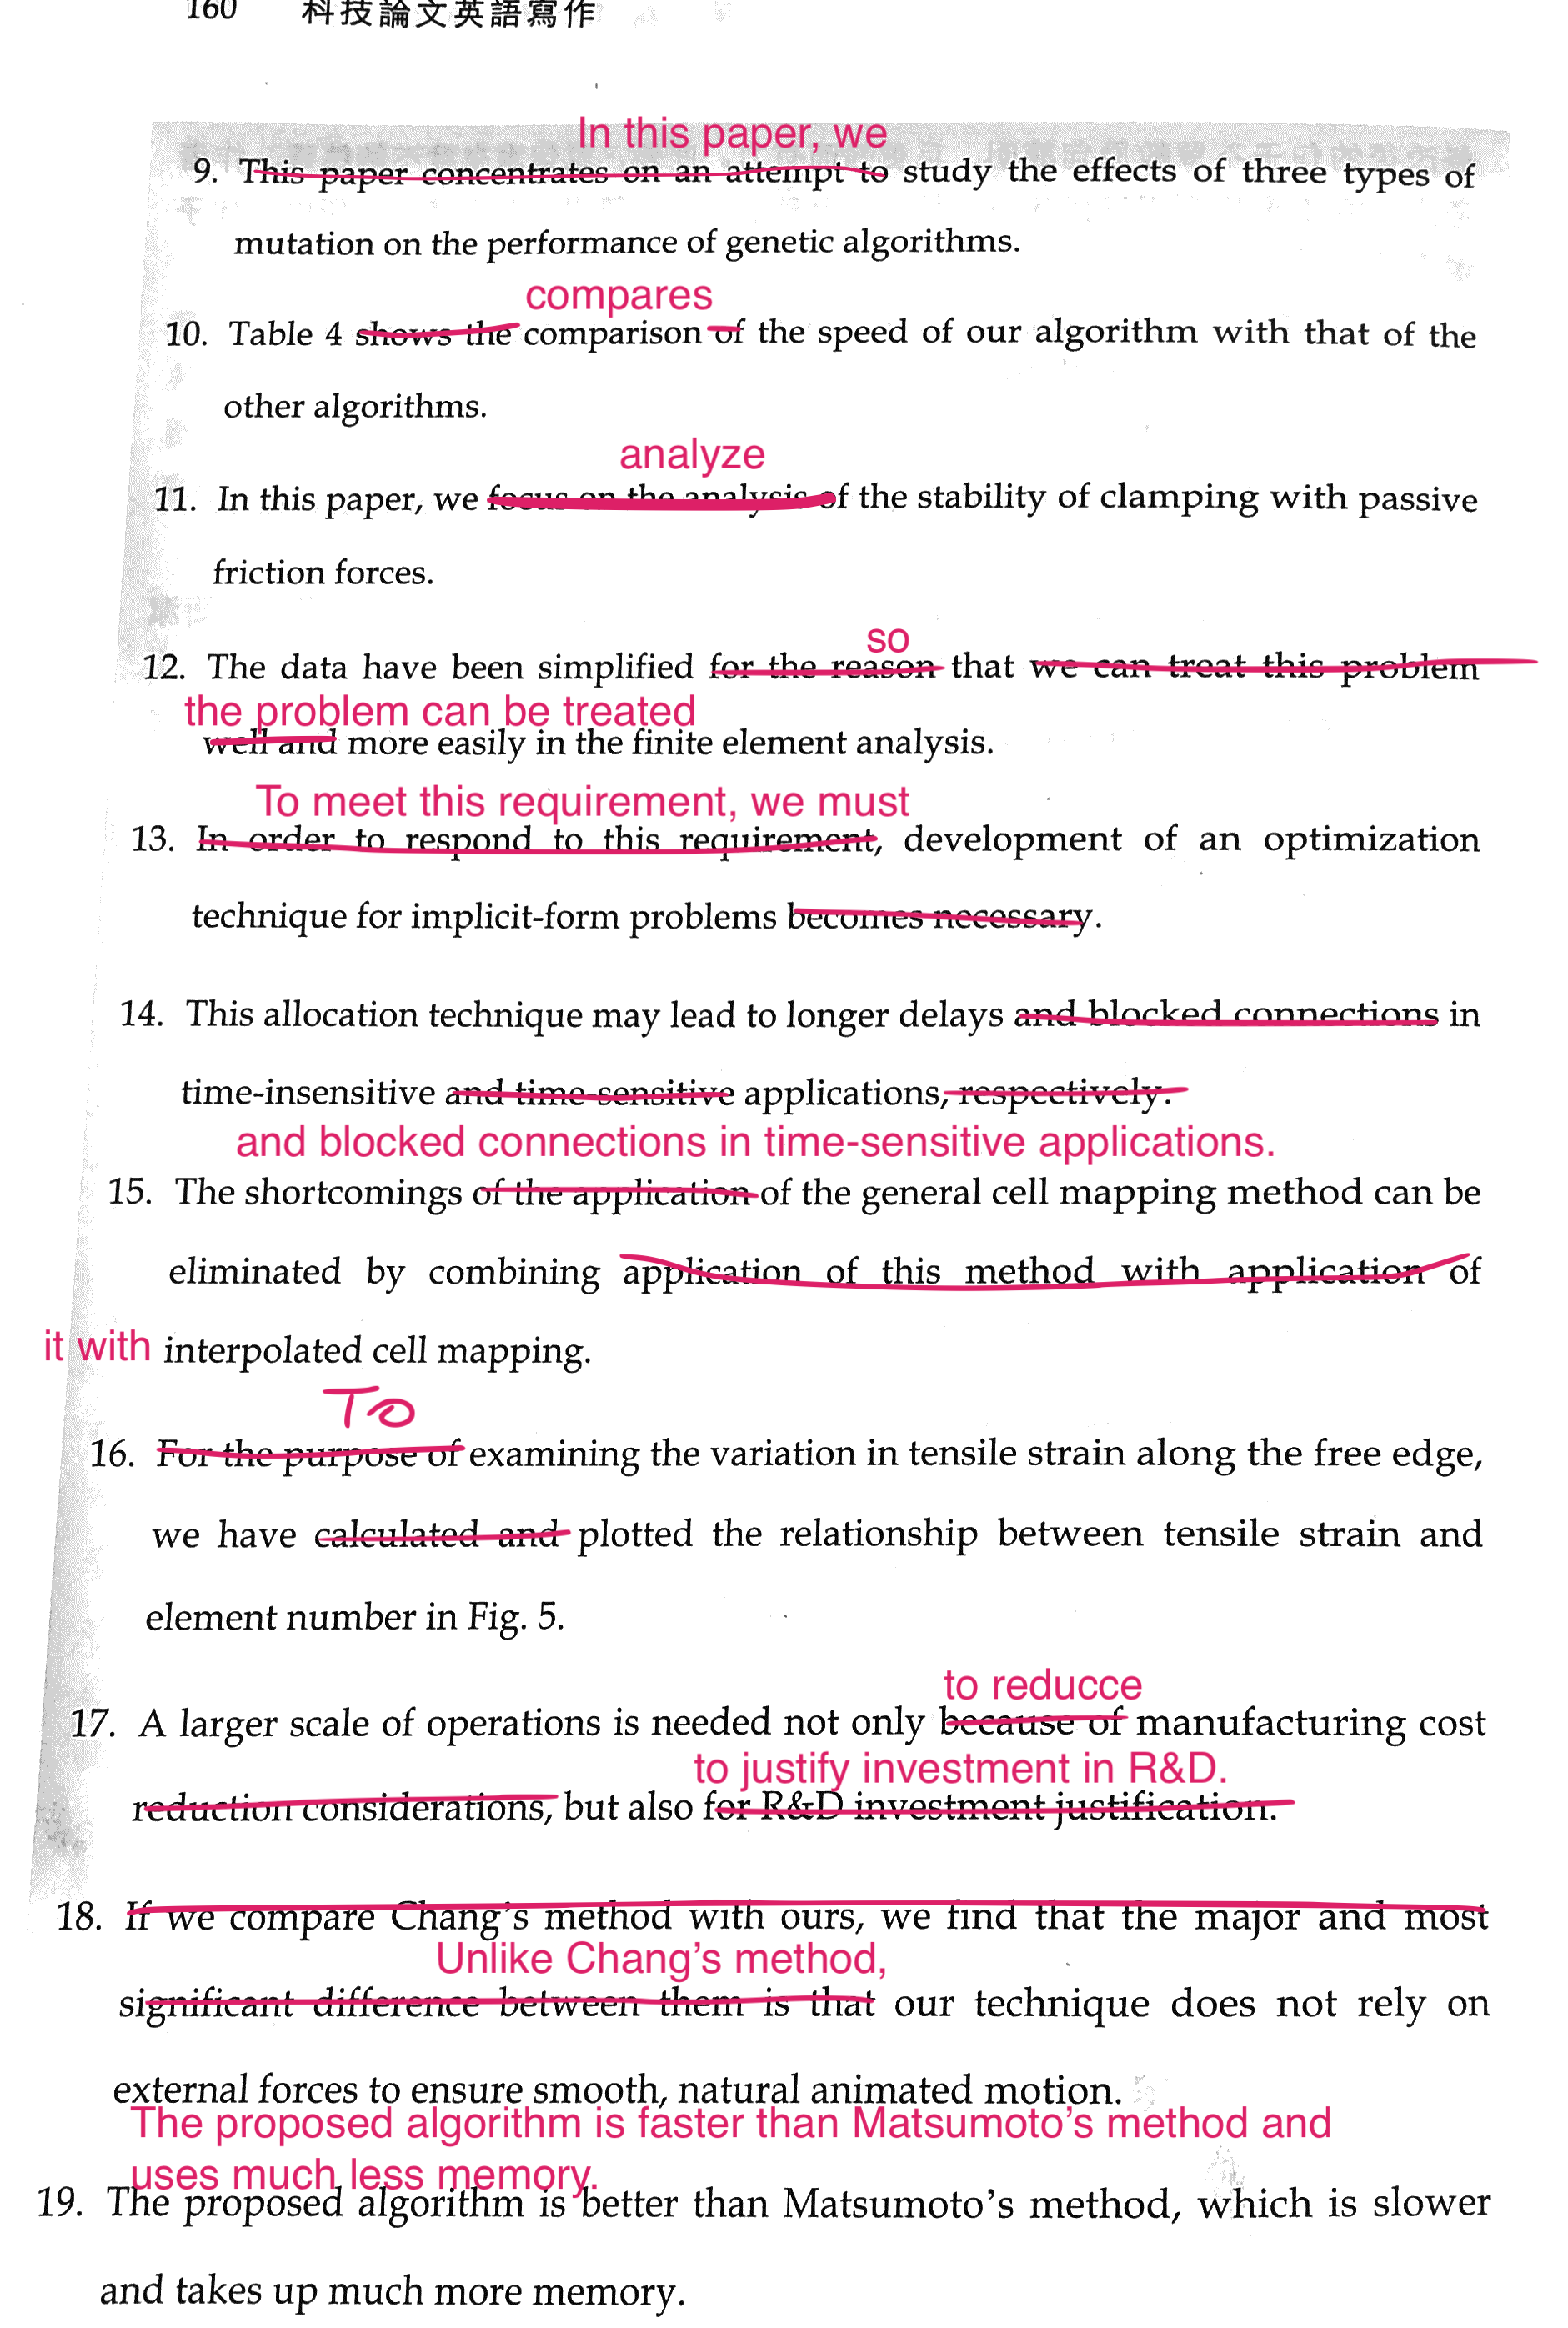 160 科技論文英語寫作
In this paper, we
9. This paper concentrates on an attempt to study the effects of three types of
mutation on the performance of genetic algorithms.
compares
10. Table 4 shows the comparison of the speed of our algorithm with that of the
other algorithms.
analyze
11. In this paper, we focus on the analysis of the stability of clamping with passive
friction forces.
so
12. The data have been simplified for the reason that we can treat this problem
the problem can be treated
well and more easily in the finite element analysis.
To meet this requirement, we must
13. In order to respond to this requirement, development of an optimization
technique for implicit-form problems becomes necessary.
14. This allocation technique may lead to longer delays and blocked connections in
time-insensitive and time-sensitive applications, respectively.
and blocked connections in time-sensitive applications.
15. The shortcomings of the application of the general cell mapping method can be
eliminated by combining application of this method with application of
it with interpolated cell mapping.
To
16. For the purpose of examining the variation in tensile strain along the free edge,
we have calculated and plotted the relationship between tensile strain and
element number in Fig. 5.
to reducce
17. A larger scale of operations is needed not only because of manufacturing cost
to justify investment in R&D.
reduction considerations, but also for R&D investment justification.
18. If we compare Chang's method with ours, we find that the major and most
Unlike Chang's method,
significant difference between them is that our technique does not rely on
external forces to ensure smooth, natural animated motion.
The proposed algorithm is faster than Matsumoto's method and
uses much less memory.
19. The proposed algorithm is better than Matsumoto's method, which is slower
and takes up much more memory.